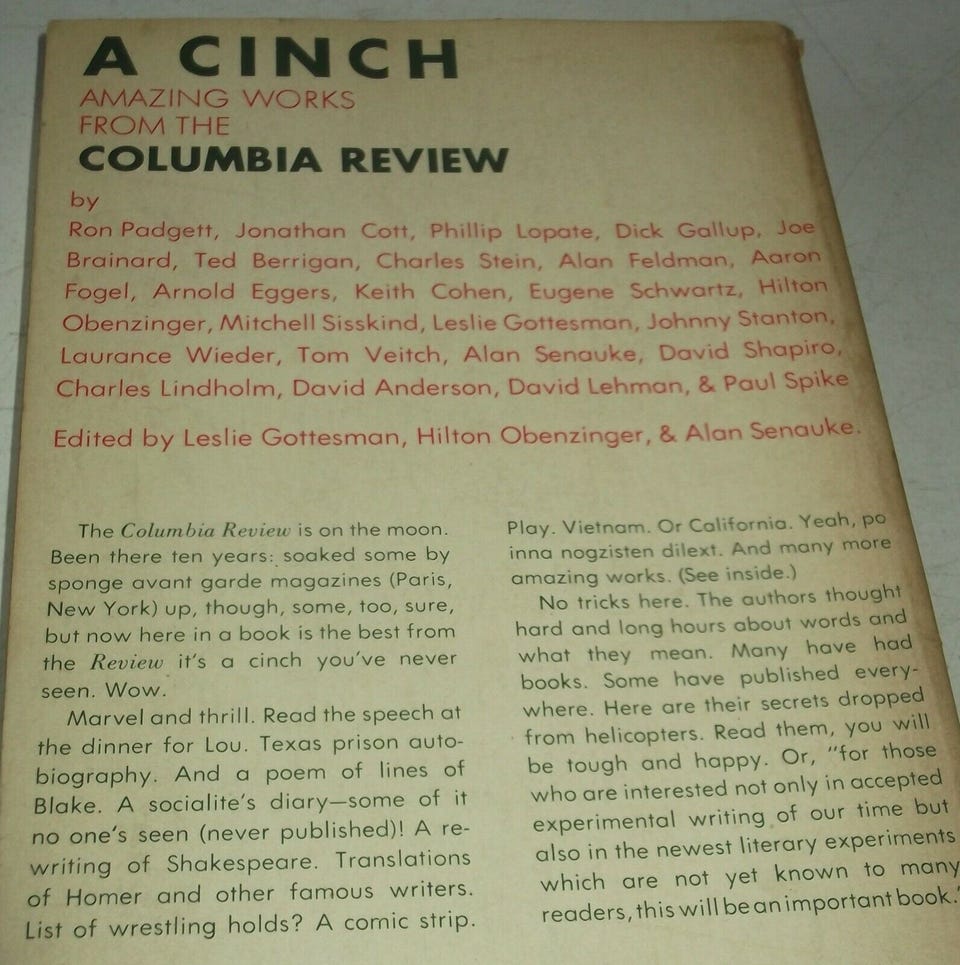 A CINCH
AMAZING WORKS
FROM THE
COLUMBIA REVIEW
by
Ron Padgett, Jonathan Cott, Phillip Lopate, Dick Gallup, Joe
Brainard, Ted Berrigan, Charles Stein, Alan Feldman, Aaron
Fogel, Arnold Eggers, Keith Cohen, Eugene Schwartz, Hilton
Obenzinger, Mitchell Sisskind, Leslie Gottesman, Johnny Stanton,
Laurance Wieder, Tom Veitch, Alan Senauke, David Shapiro,
Charles Lindholm, David Anderson, David Lehman, & Paul Spike
Edited by Leslie Gottesman, Hilton Obenzinger, & Alan Senauke.
The Columbia Review is on the moon.
Been there ten years: soaked some by
sponge avant garde magazines (Paris,
New York) up, though, some, too, sure,
but now here in a book is the best from
the Review it's a cinch you've never
seen. Wow.
Marvel and thrill. Read the speech at
the dinner for Lou. Texas prison auto-
biography. And a poem of lines of
Blake. A socialite's diary—some of it
no one's seen (never published)! A re-
writing of Shakespeare. Translations
of Homer and other famous writers.
List of wrestling holds? A comic strip.
Play. Vietnam. Or California. Yeah, po
inna nogzisten dilext. And many more
amazing works. (See inside.)
No tricks here. The authors thought
hard and long hours about words and
what they mean. Many have had
books. Some have published every-
where. Here are their secrets dropped
from helicopters. Read them, you will
be tough and happy. Or, "for those
who are interested not only in accepted
experimental writing of our time but
also in the newest literary experiments
which are not yet known to many
readers, this will be an important book."